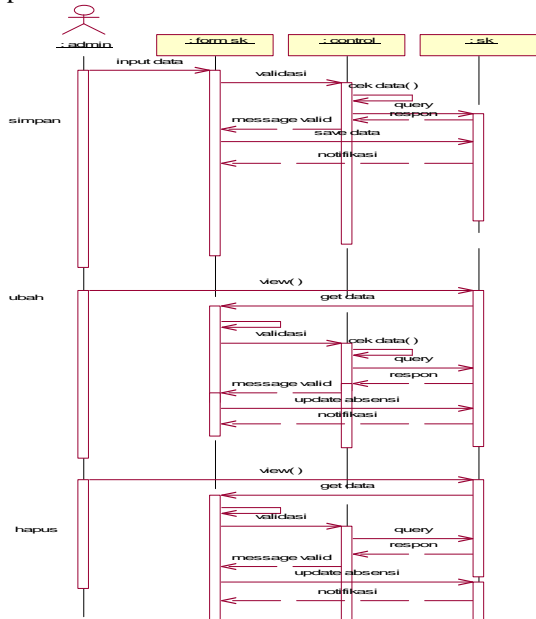 : admin
: form sk
: control
: sk
input data
validasi
cek data( )
query
respon
simpan
message valid
save data
notifikasi
view( )
ubah
get data
validasi
cek data( )
query
respon
message valid
update absensi
notifikasi
view( )
get data
hapus
validasi
query
respon
message valid
update absensi
notifikasi